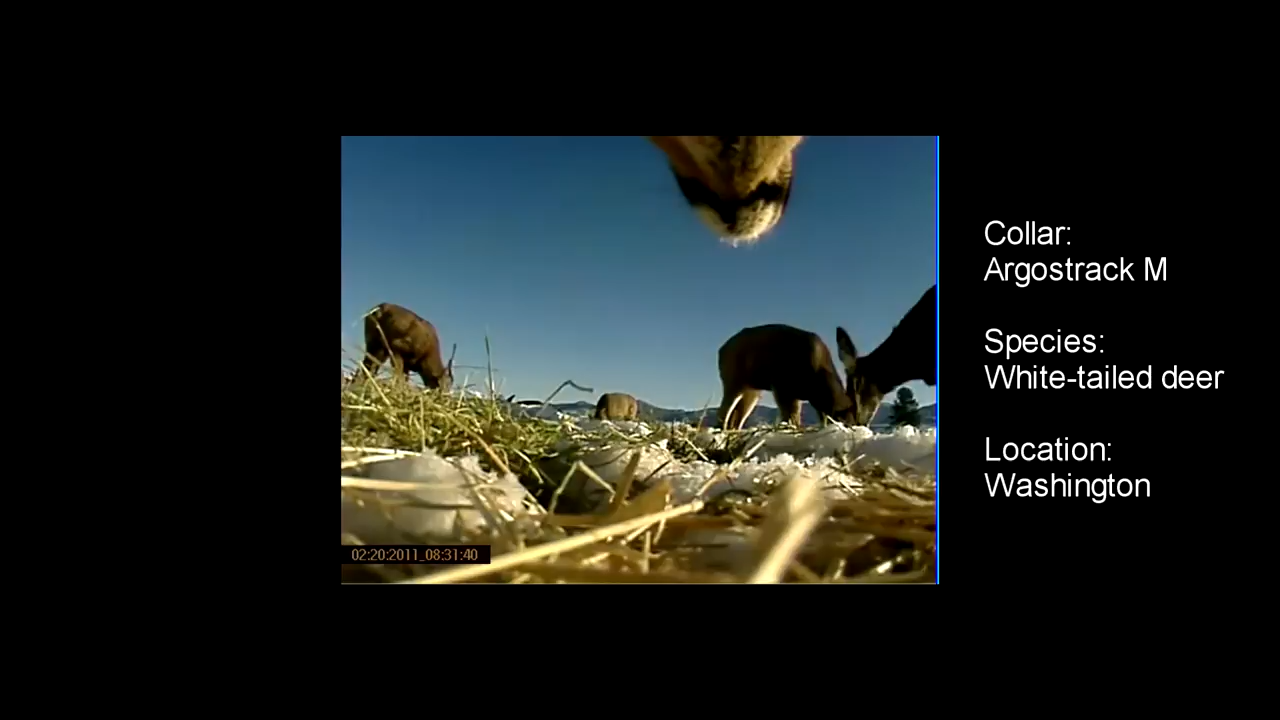 Collar:
Argostrack M
Species:
White-tailed deer
Location:
Washington
02:20:2011_08:31:40